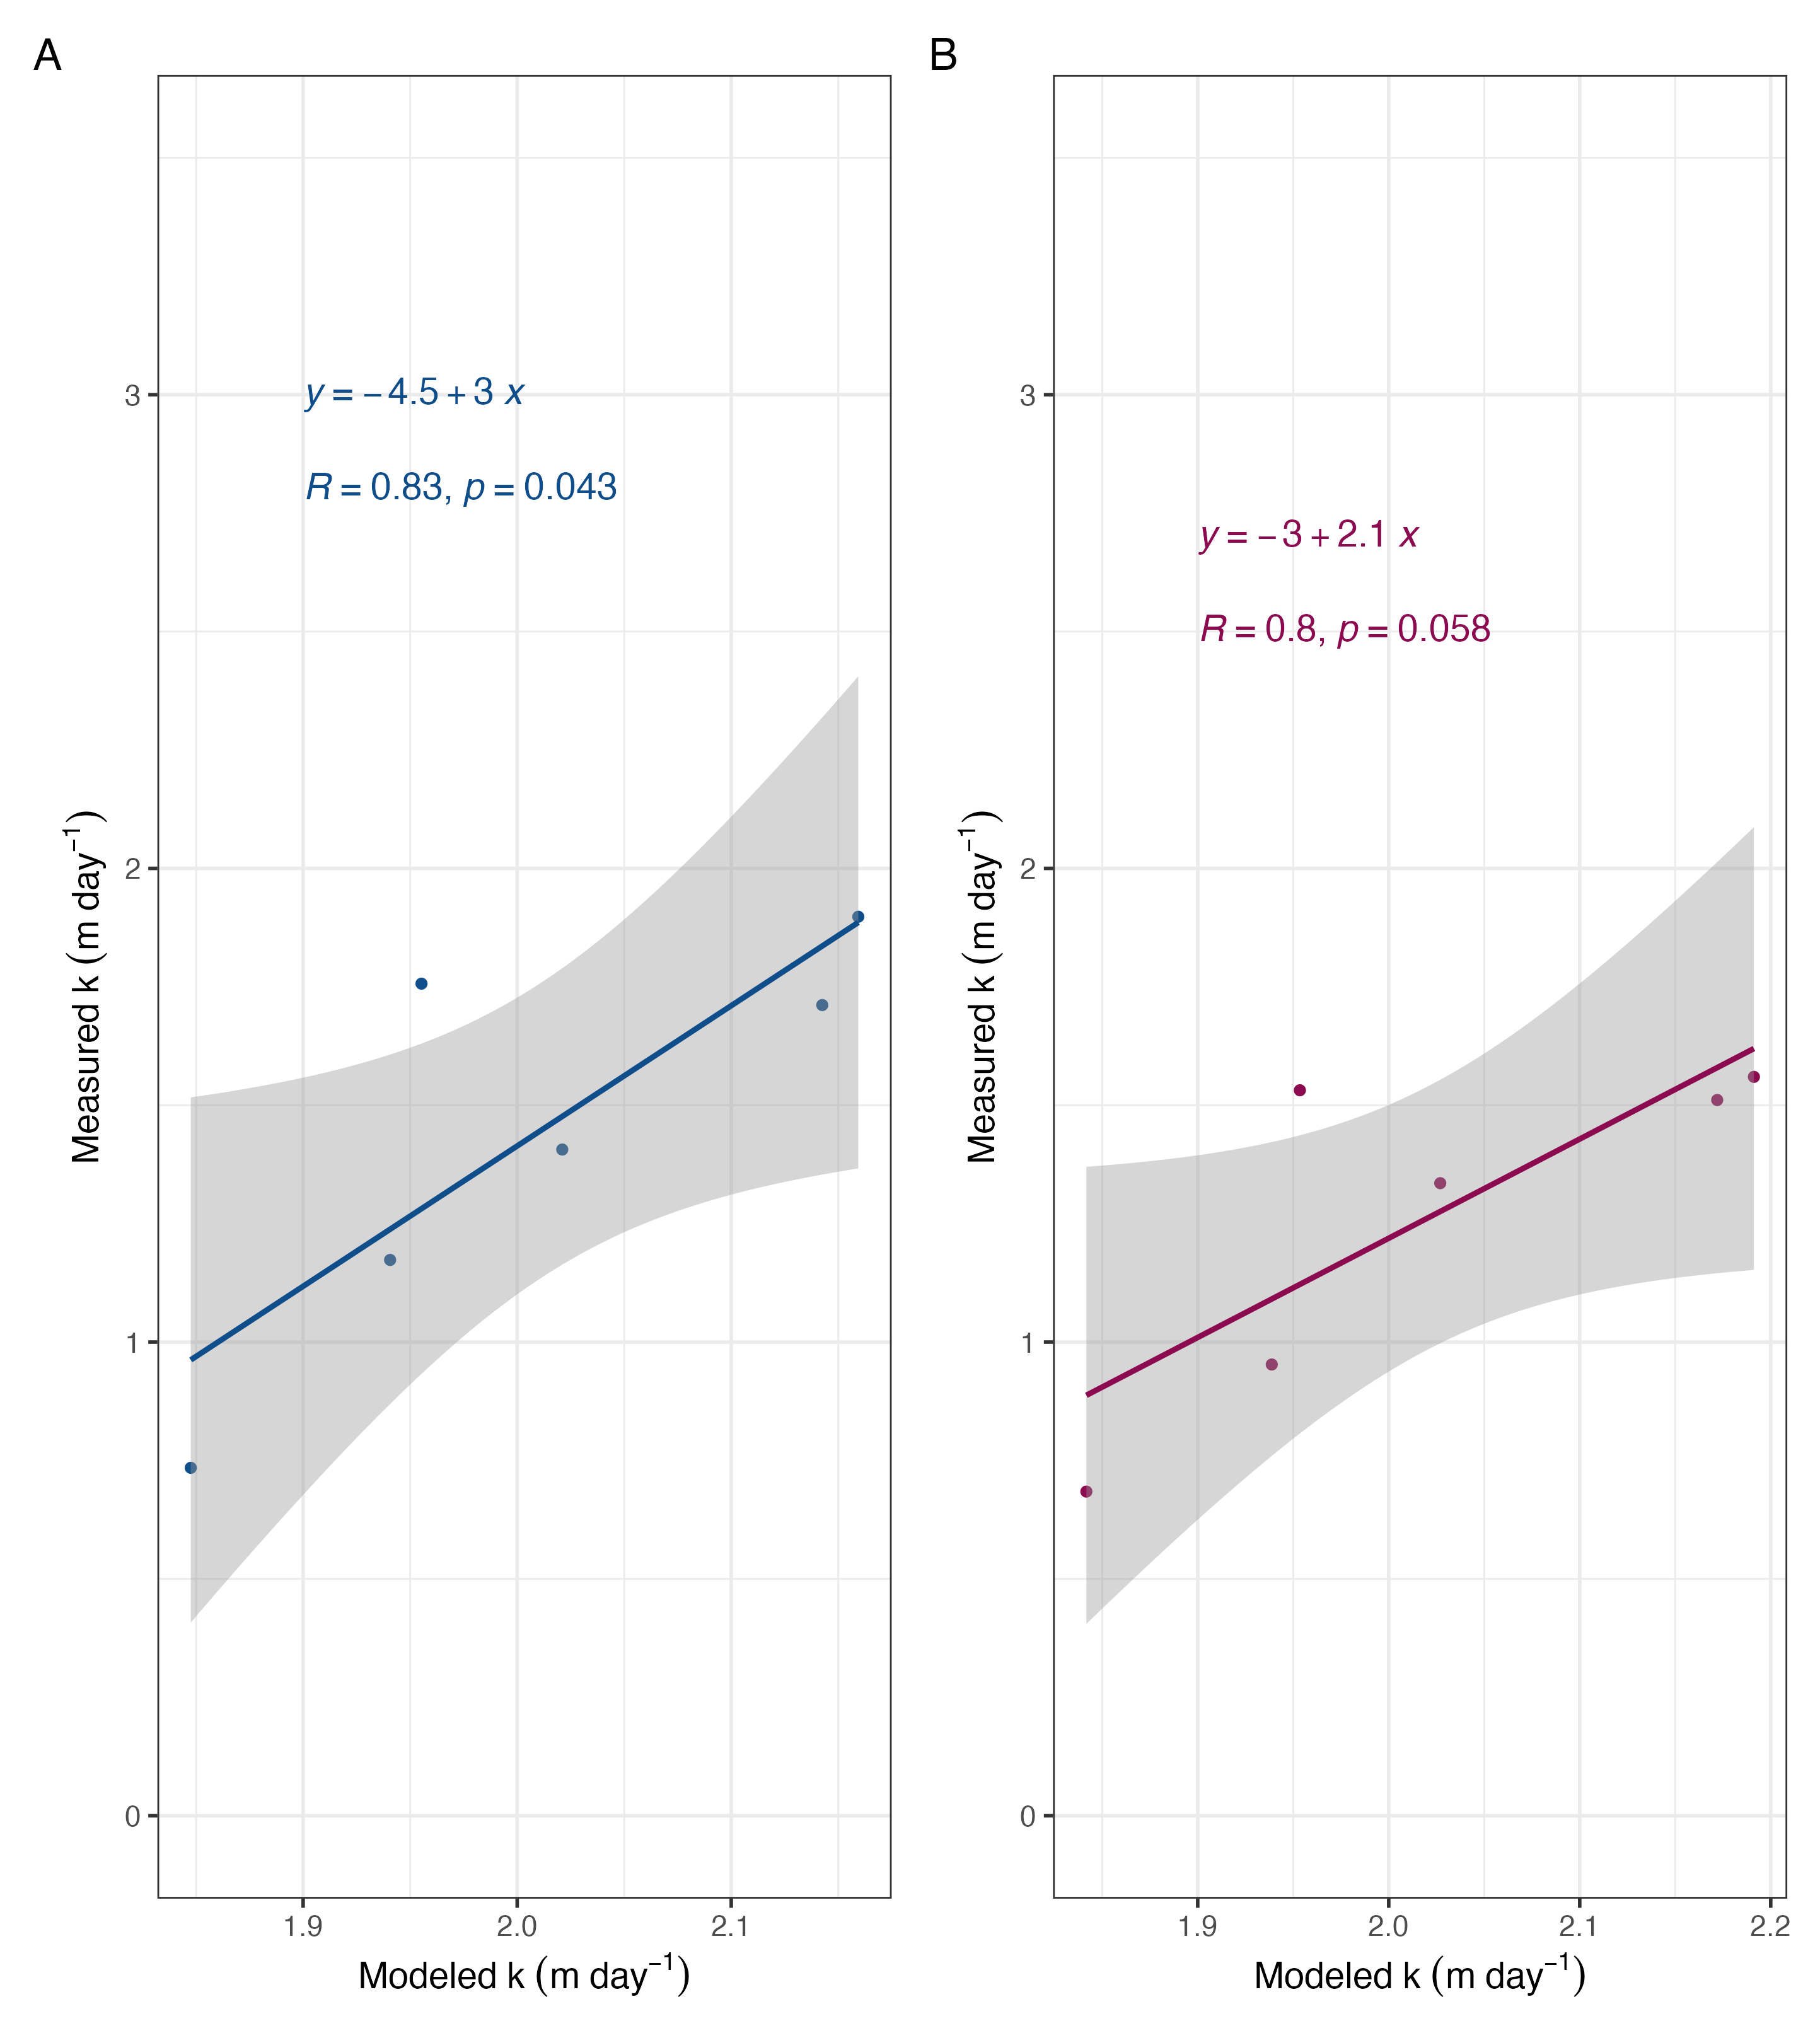 A
Measured k (m day⁻¹)
3
2
1
0
y = −4.5 + 3 x
R = 0.83, p = 0.043
1.9 2.0 2.1
Modeled k (m day⁻¹)
B
Measured k (m day⁻¹)
3
2
1
0
y = −3 + 2.1 x
R = 0.8, p = 0.058
1.9 2.0 2.1 2.2
Modeled k (m day⁻¹)